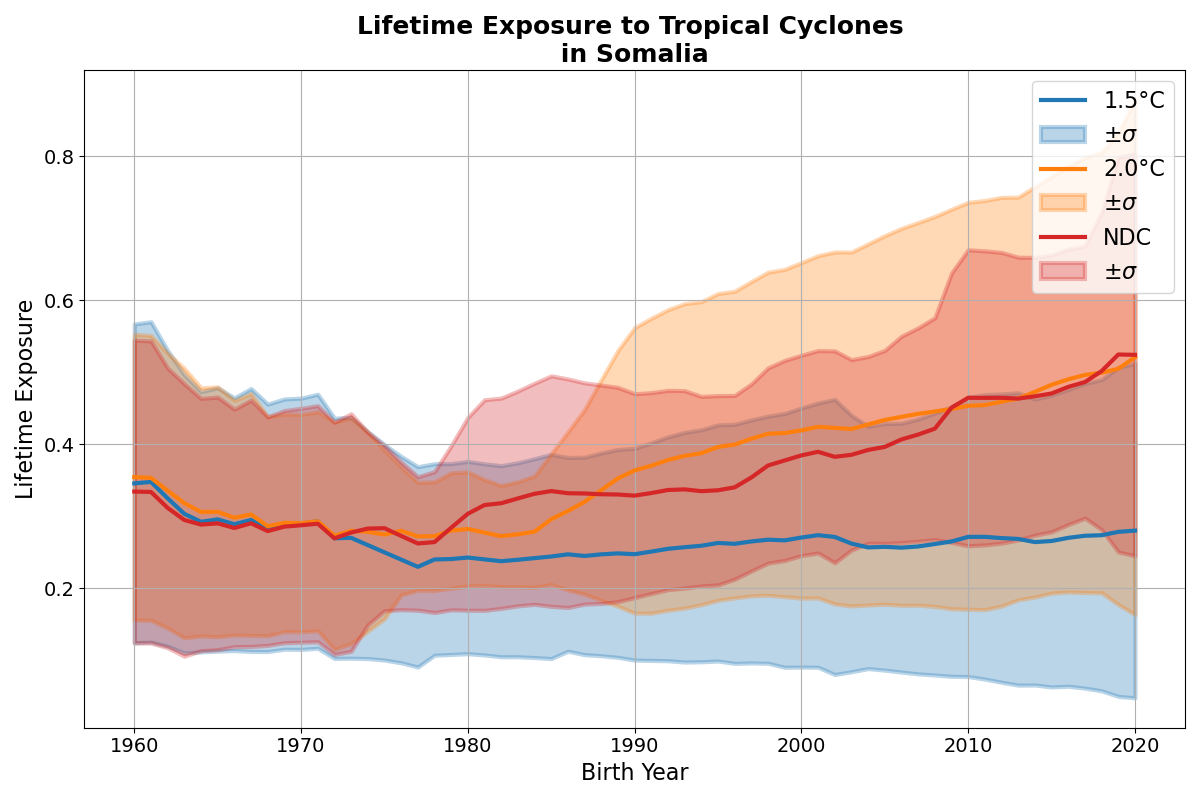 Lifetime Exposure to Tropical Cyclones
in Somalia
Lifetime Exposure
0.8
0.6
0.4
0.2
1960
1970
1980
1990
2000
2010
2020
Birth Year
1.5°C
±σ
2.0°C
±σ
NDC
±σ